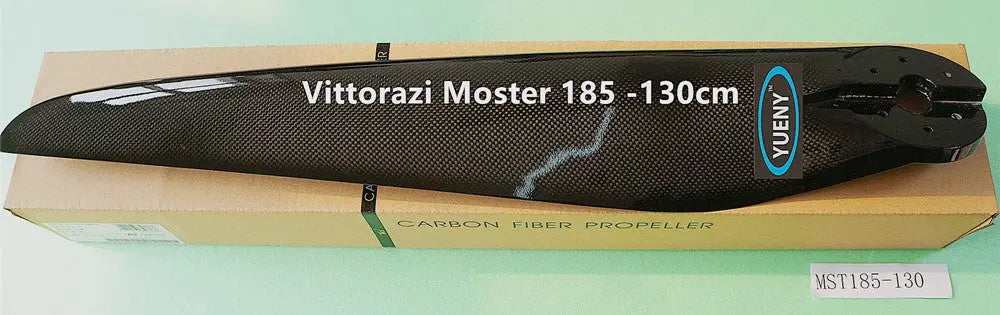 Vittorazi Moster 185 -130cm
YUENY
CARBON FIBER PROPELLER
MST185-130